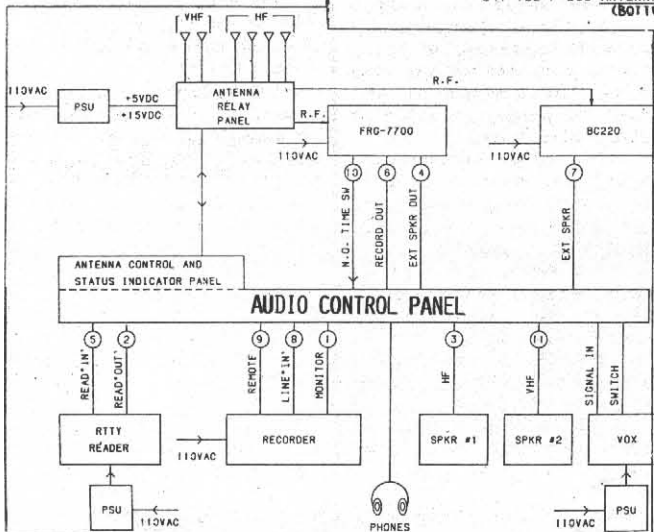 (BOTT
VHF HF
110VAC
PSU
+5VDC
+15VDC
ANTENNA
RELAY
PANEL
R.F.
R.F.
FRG-7700
110VAC
BC220
110VAC
10 6 4 7
N.O. TIME SW
RECORD OUT
EXT SPKR OUT
EXT SPKR
ANTENNA CONTROL AND
STATUS INDICATOR PANEL
AUDIO CONTROL PANEL
5 2 9 8 1 3 11
READ"IN"
READ"OUT"
REMOTE
LINE"IN"
MONITOR
HF
VHF
SIGNAL IN
SWITCH
RTTY
READER
110VAC
RECORDER
SPKR #1
SPKR #2
VOX
PSU
110VAC
PHONES
110VAC
PSU